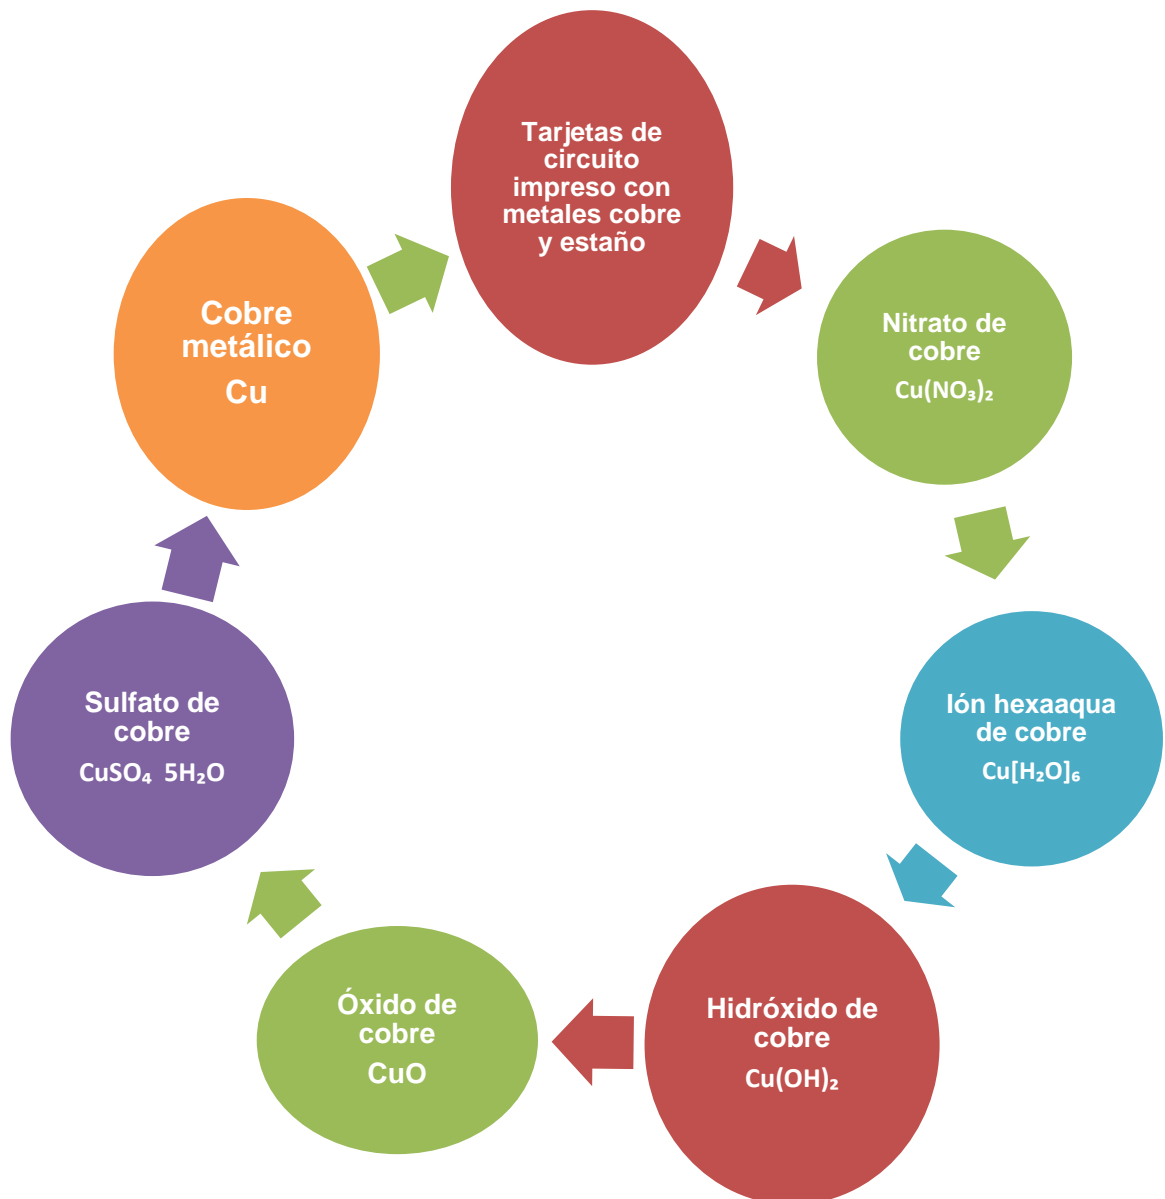 Tarjetas de
circuito
impreso con
metales cobre
y estaño
Nitrato de
cobre
Cu(NO₃)₂
Ión hexaaqua
de cobre
Cu[H₂O]₆
Hidróxido de
cobre
Cu(OH)₂
Óxido de
cobre
CuO
Sulfato de
cobre
CuSO₄ 5H₂O
Cobre
metálico
Cu